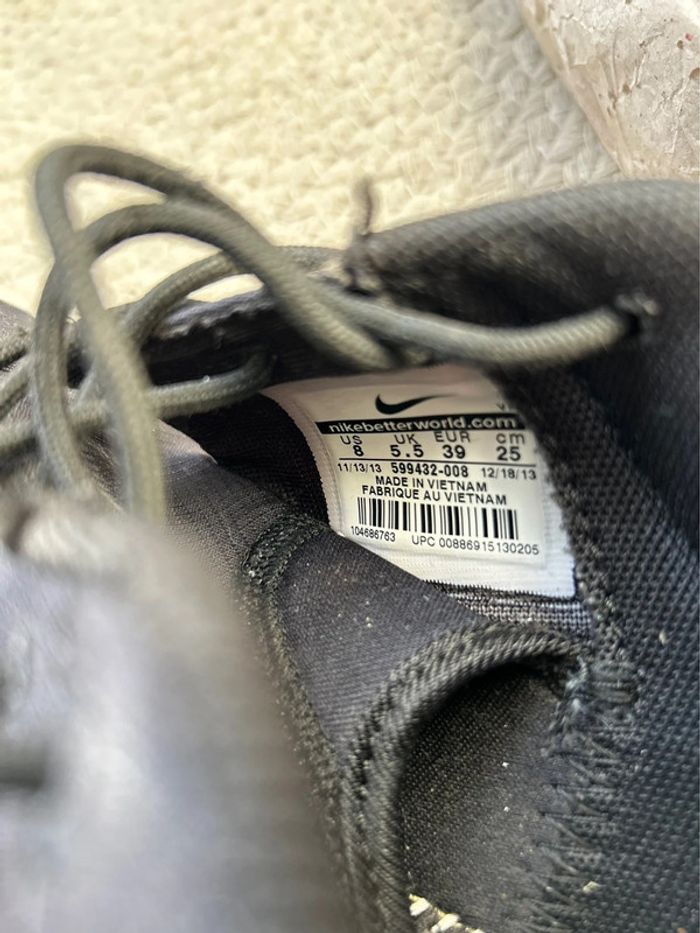 nikebetterworld.com
US UK EUR cm
8 5.5 39 25
11/13/13 599432-008 12/18/13
MADE IN VIETNAM
FABRIQUE AU VIETNAM
104686763 UPC 00886915130205